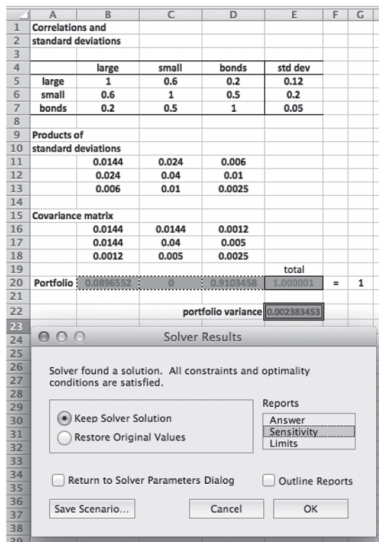 A B C D E F G
1 Correlations and
2 standard deviations
3
4 large small bonds std dev
5 large 1 0.6 0.2 0.12
6 small 0.6 1 0.5 0.2
7 bonds 0.2 0.5 1 0.05
8
9 Products of
10 standard deviations
11 0.0144 0.024 0.006
12 0.024 0.04 0.01
13 0.006 0.01 0.0025
14
15 Covariance matrix
16 0.0144 0.0144 0.0012
17 0.0144 0.04 0.005
18 0.0012 0.005 0.0025
19 total
20 Portfolio 0.0896552 0 0.9103458 1.000001 = 1
21
22 portfolio variance 0.002383453
23
24 Solver Results
25
26 Solver found a solution. All constraints and optimality
27 conditions are satisfied.
28
29 Reports
30 Keep Solver Solution Answer
31 Restore Original Values Sensitivity
32 Limits
33
34 Return to Solver Parameters Dialog Outline Reports
35
36 Save Scenario... Cancel OK
37
38
39